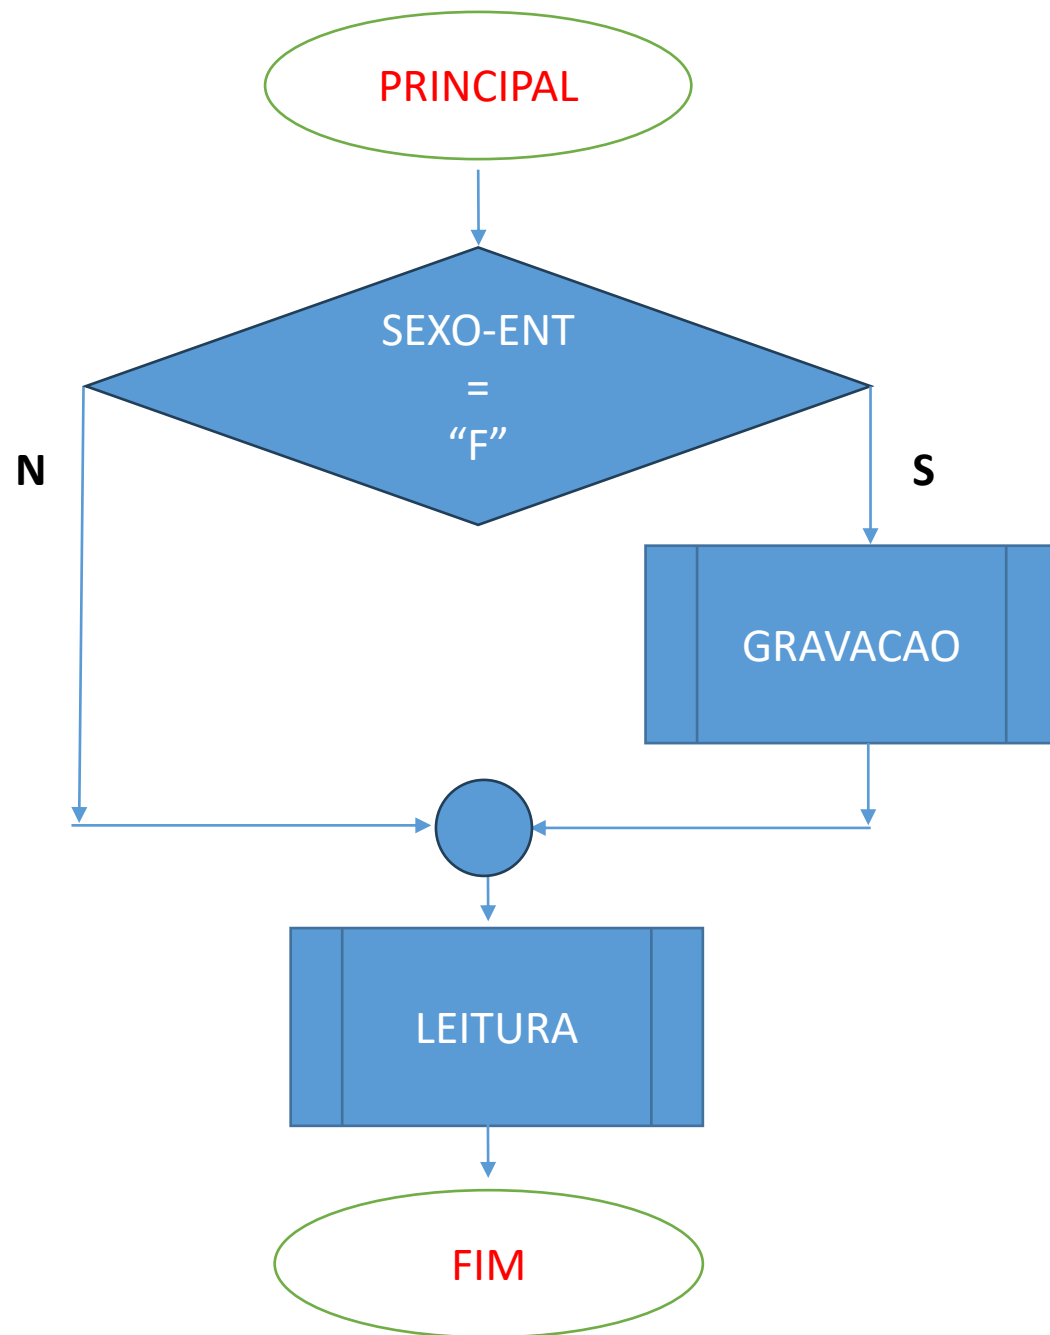 PRINCIPAL
SEXO-ENT
=
“F”
N
S
GRAVACAO
LEITURA
FIM